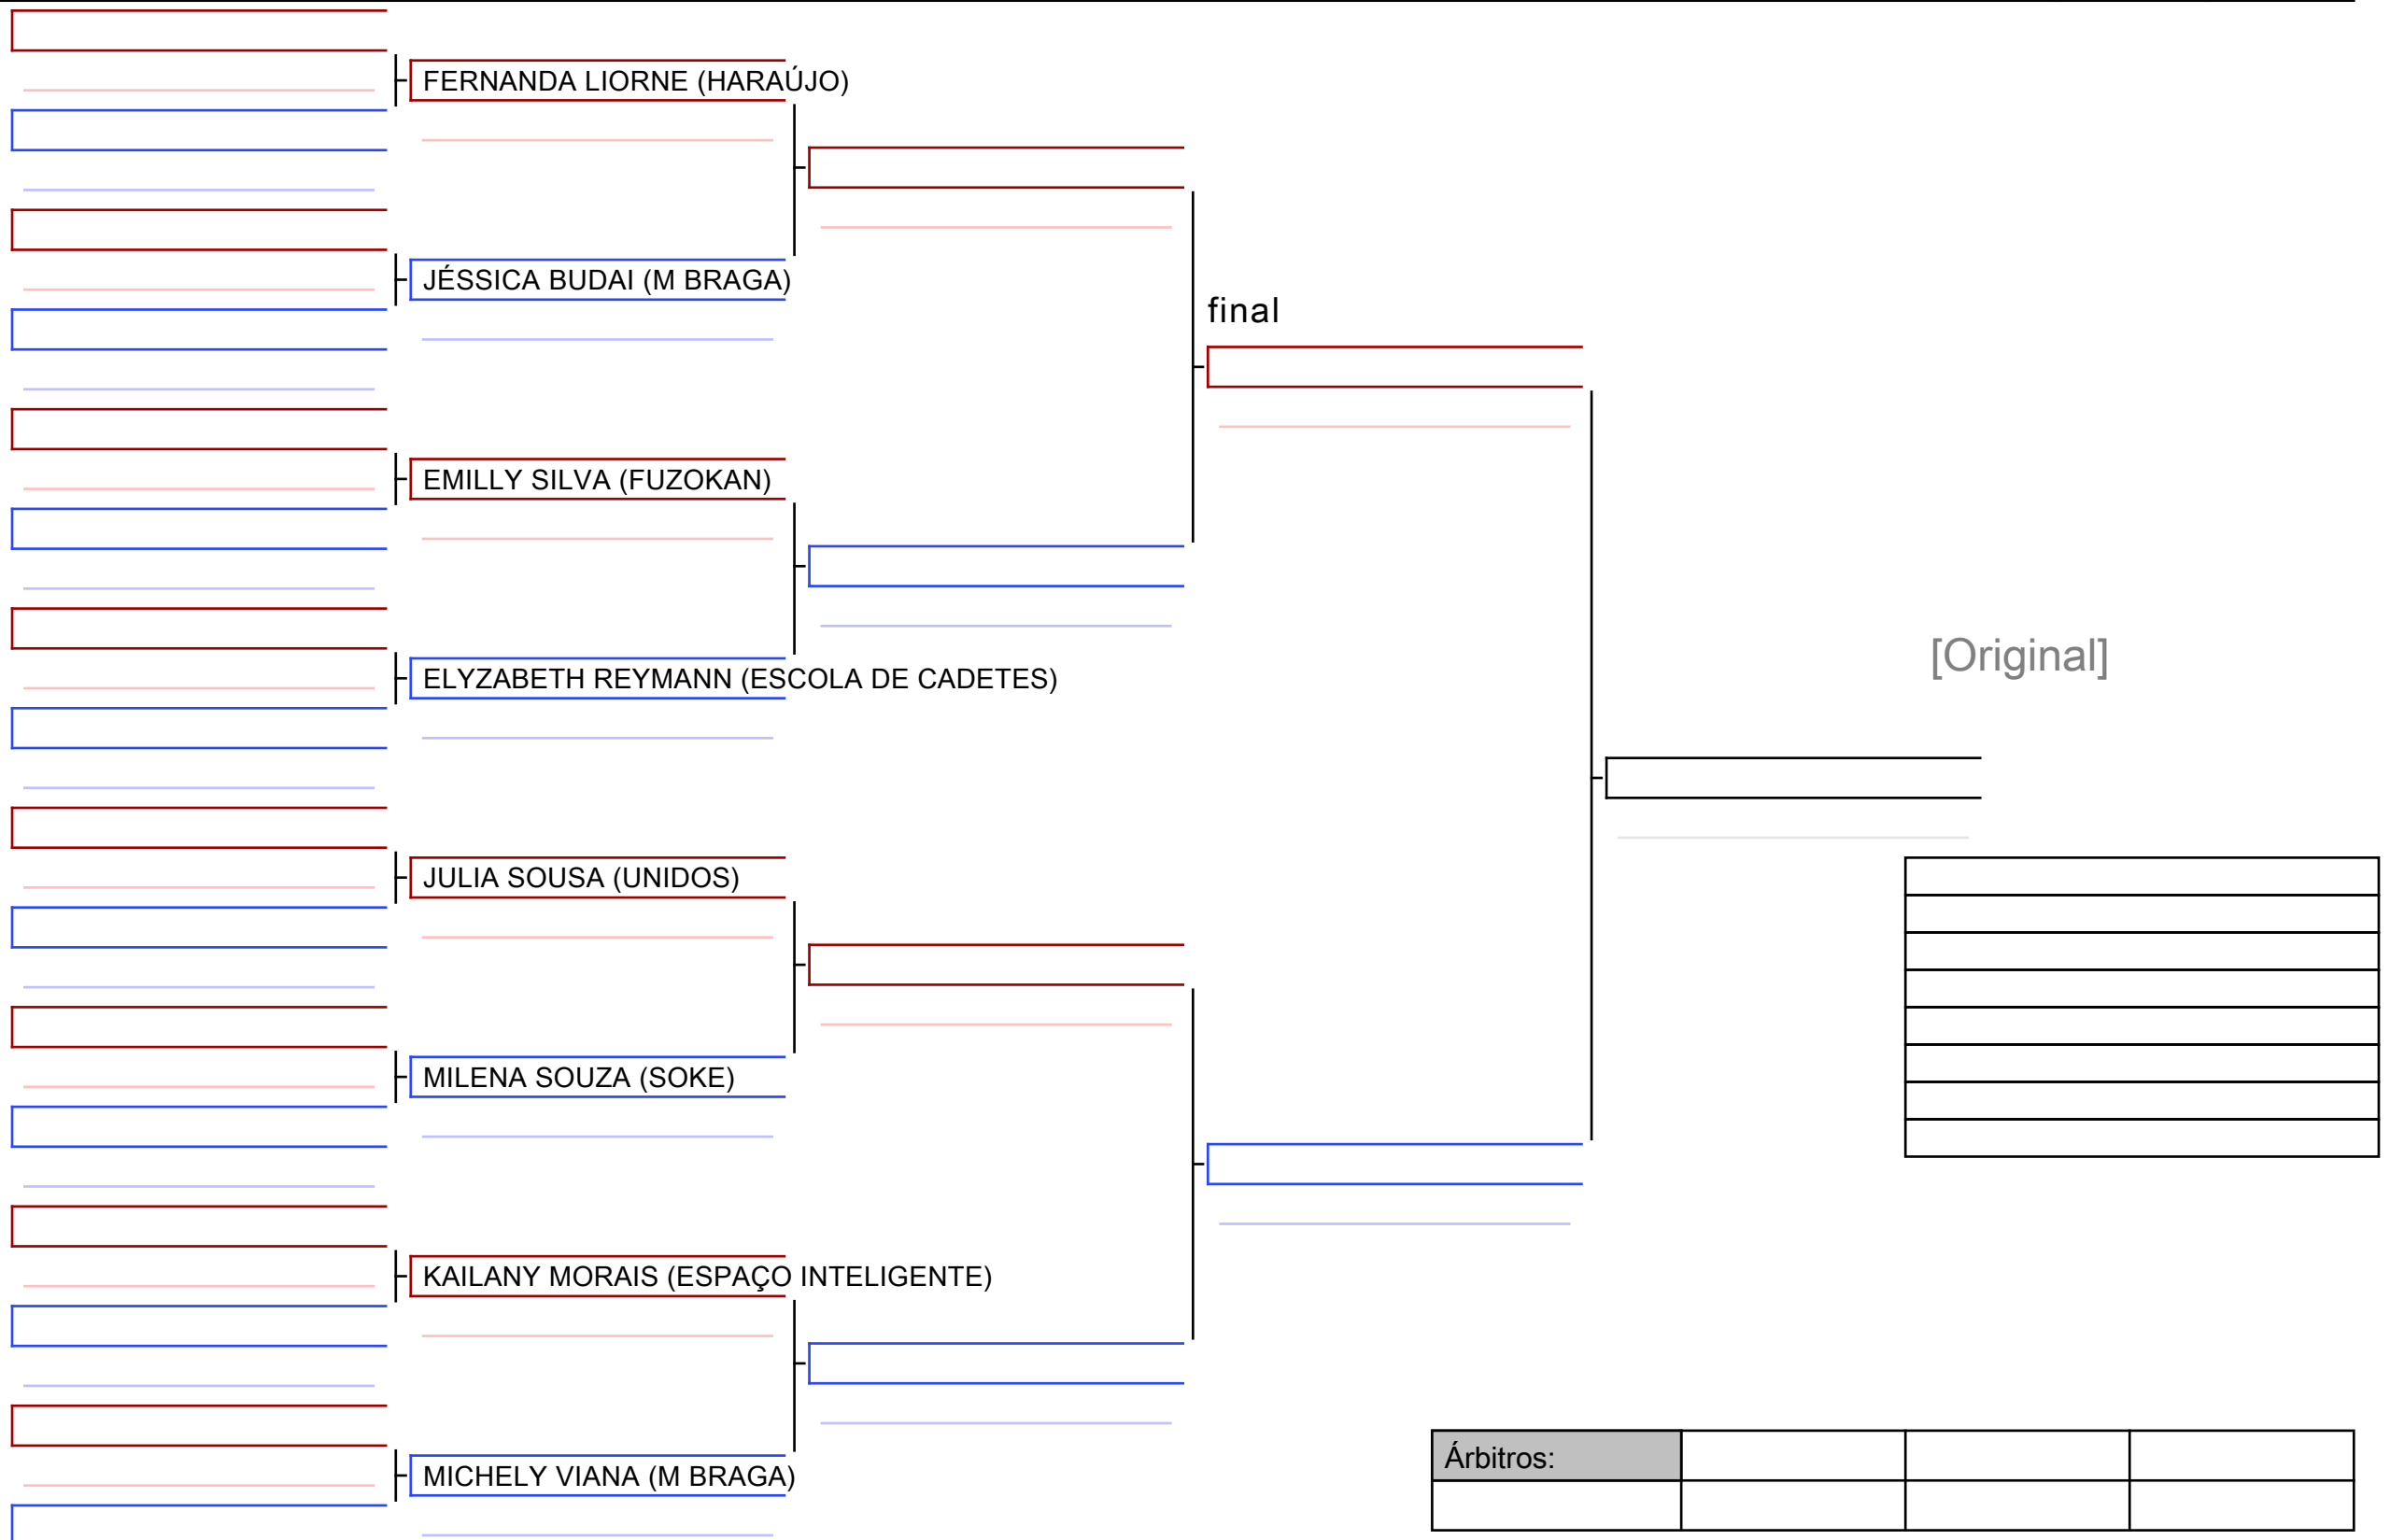 FERNANDA LIORNE (HARAÚJO)
JÉSSICA BUDAI (M BRAGA)
final
EMILLY SILVA (FUZOKAN)
[Original]
ELYZABETH REYMANN (ESCOLA DE CADETES)
JULIA SOUSA (UNIDOS)
MILENA SOUZA (SOKE)
KAILANY MORAIS (ESPAÇO INTELIGENTE)
Árbitros:
MICHELY VIANA (M BRAGA)